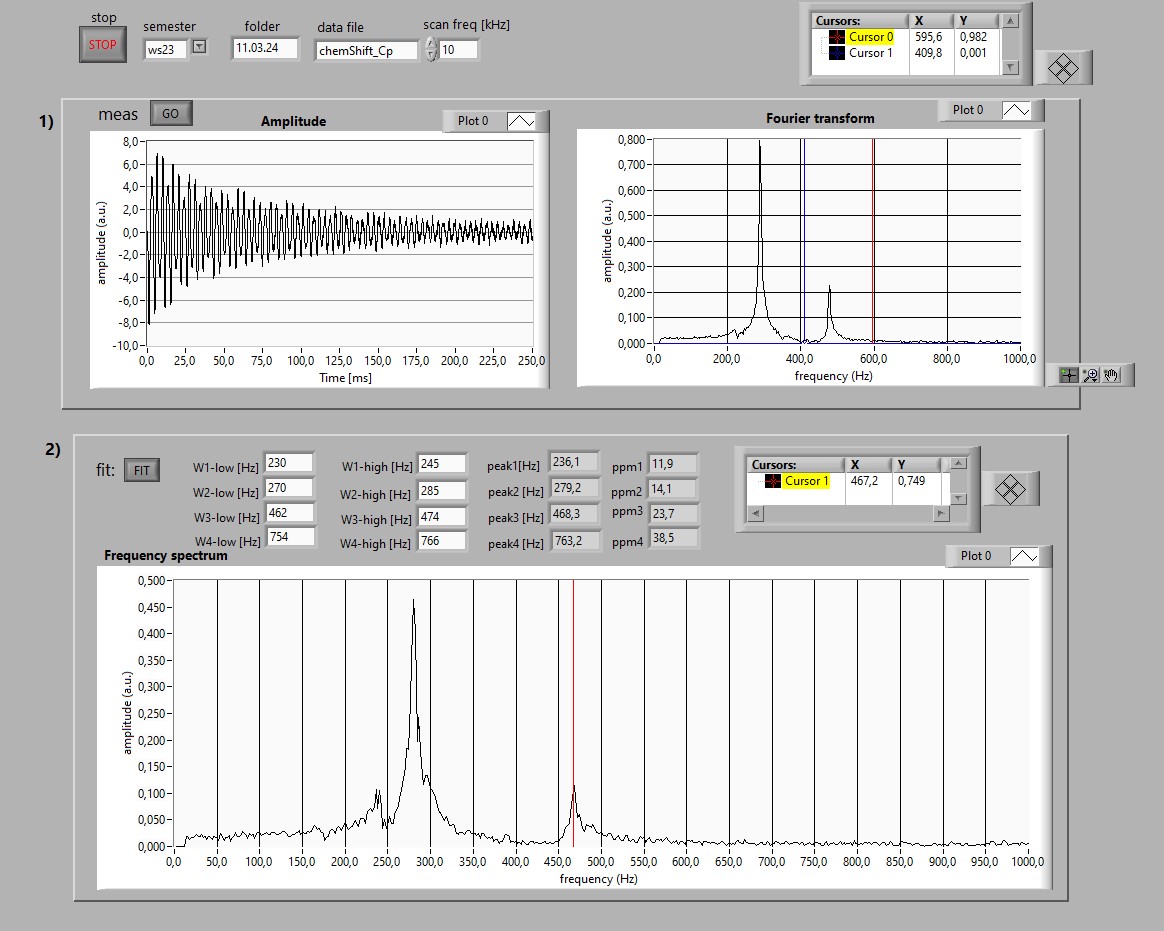 stop
STOP
semester
ws23
folder
11.03.24
data file
chemShift_Cp
scan freq [kHz]
10
Cursors: X Y
Cursor 0 595,6 0,982
Cursor 1 409,8 0,001
1)
meas GO
Amplitude
Plot 0
8,0
6,0
4,0
2,0
0,0
-2,0
-4,0
-6,0
-8,0
-10,0
amplitude (a.u.)
0,0 25,0 50,0 75,0 100,0 125,0 150,0 175,0 200,0 225,0 250,0
Time [ms]
Fourier transform
Plot 0
0,800
0,700
0,600
0,500
0,400
0,300
0,200
0,100
0,000
amplitude (a.u.)
0,0 200,0 400,0 600,0 800,0 1000,0
frequency (Hz)
2)
fit: FIT
W1-low [Hz] 230 W1-high [Hz] 245 peak1[Hz] 236,1 ppm1 11,9
W2-low [Hz] 270 W2-high [Hz] 285 peak2 [Hz] 279,2 ppm2 14,1
W3-low [Hz] 462 W3-high [Hz] 474 peak3 [Hz] 468,3 ppm3 23,7
W4-low [Hz] 754 W4-high [Hz] 766 peak4 [Hz] 763,2 ppm4 38,5
Cursors: X Y
Cursor 1 467,2 0,749
Frequency spectrum
Plot 0
0,500
0,450
0,400
0,350
0,300
0,250
0,200
0,150
0,100
0,050
0,000
amplitude (a.u.)
0,0 50,0 100,0 150,0 200,0 250,0 300,0 350,0 400,0 450,0 500,0 550,0 600,0 650,0 700,0 750,0 800,0 850,0 900,0 950,0 1000,0
frequency (Hz)